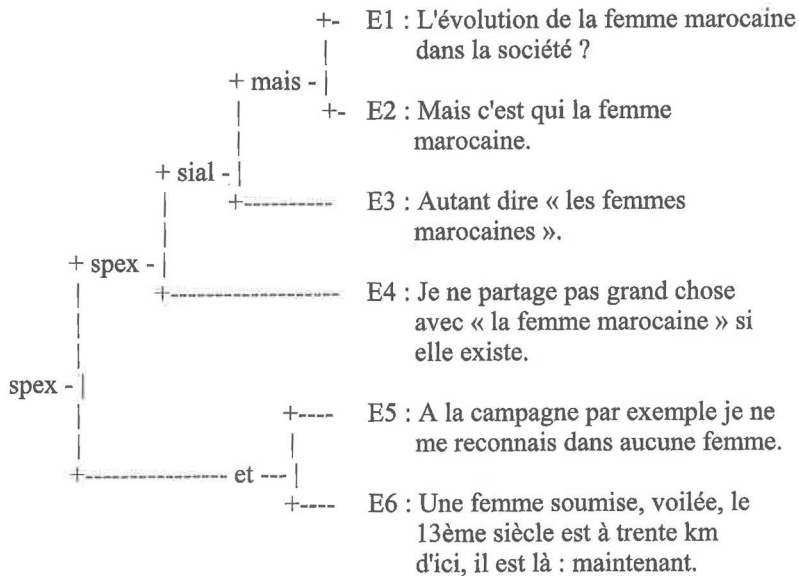 +- E1 : L'évolution de la femme marocaine
dans la société ?
+ mais -
+- E2 : Mais c'est qui la femme
marocaine.
+ sial -
+------------ E3 : Autant dire « les femmes
marocaines ».
+ spex -
+-------------------- E4 : Je ne partage pas grand chose
avec « la femme marocaine » si
elle existe.
spex -
+---- E5 : A la campagne par exemple je ne
me reconnais dans aucune femme.
+------------------ et ---
+---- E6 : Une femme soumise, voilée, le
13ème siècle est à trente km
d'ici, il est là : maintenant.